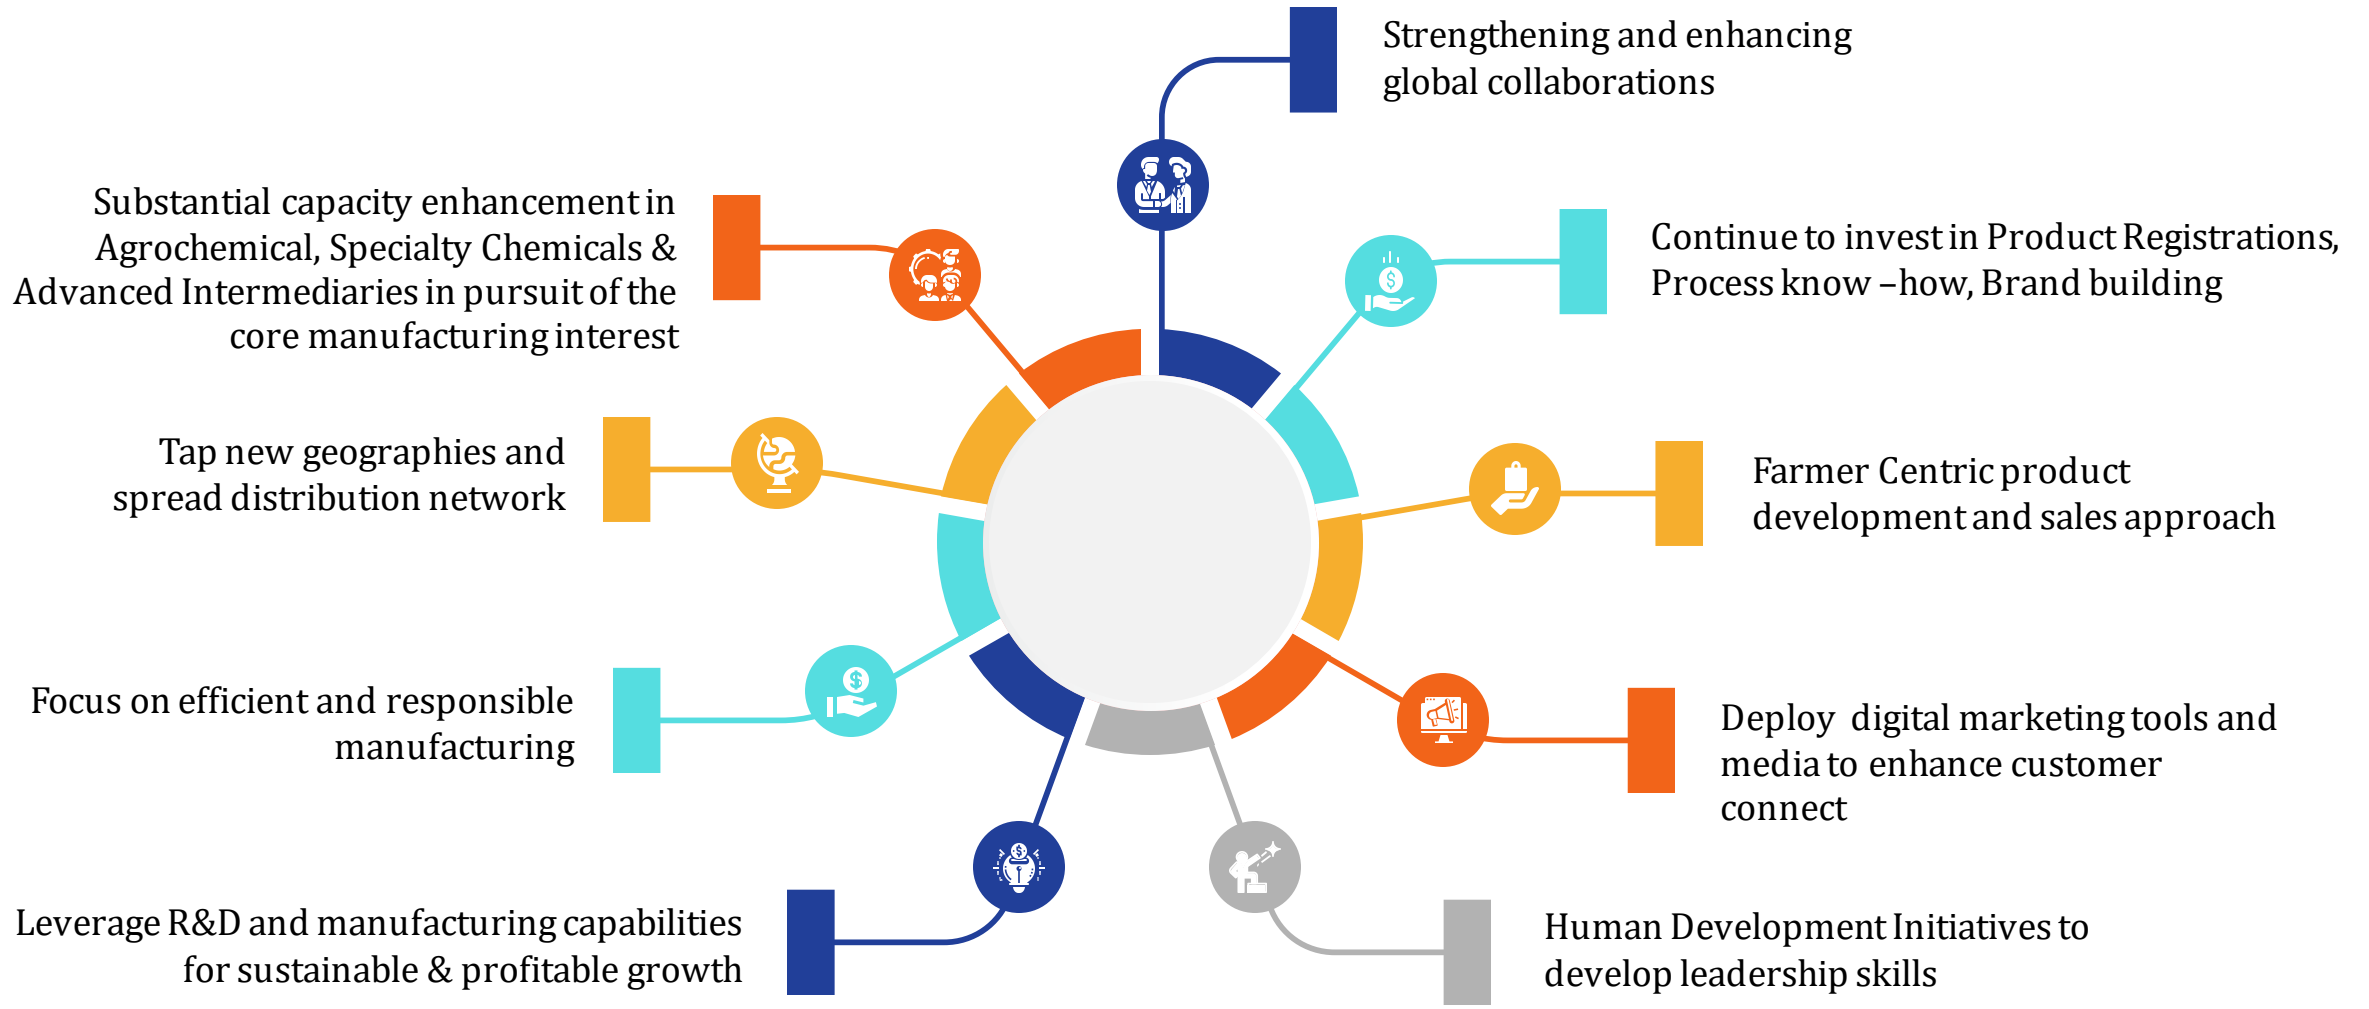 Strengthening and enhancing
global collaborations
Continue to invest in Product Registrations,
Process know –how, Brand building
Farmer Centric product
development and sales approach
Deploy digital marketing tools and
media to enhance customer
connect
Human Development Initiatives to
develop leadership skills
Leverage R&D and manufacturing capabilities
for sustainable & profitable growth
Focus on efficient and responsible
manufacturing
Tap new geographies and
spread distribution network
Substantial capacity enhancement in
Agrochemical, Specialty Chemicals &
Advanced Intermediaries in pursuit of the
core manufacturing interest